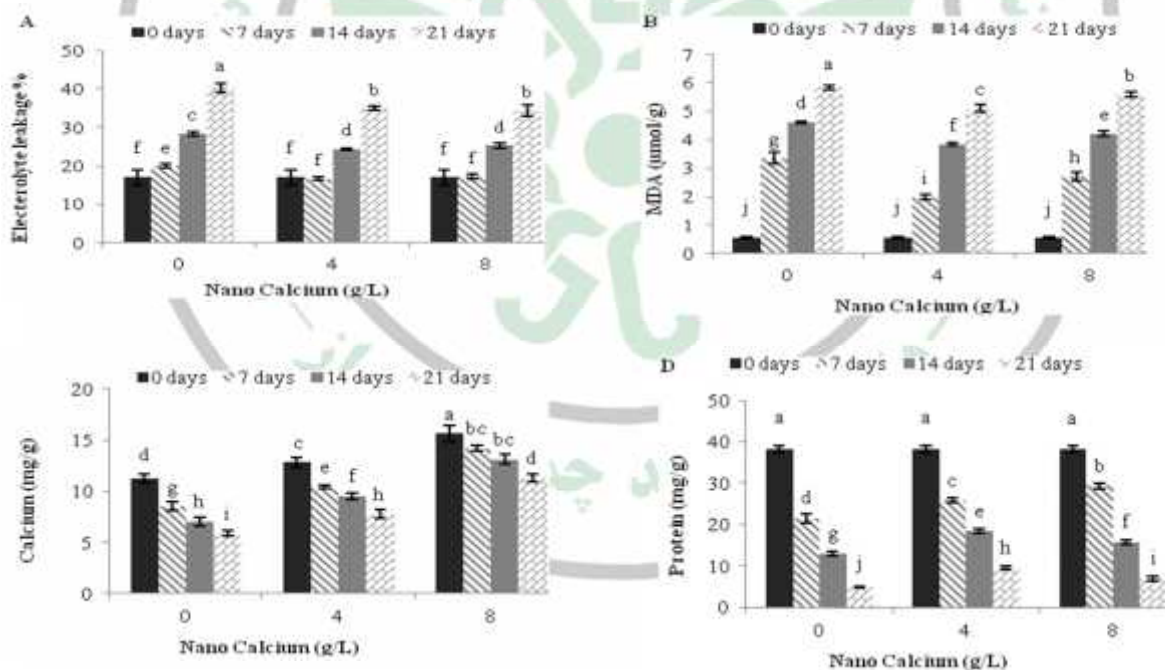 A
0 days 7 days 14 days 21 days
Electerolyte leakage %
50
40
30
20
10
0
f e c a
f f d b
f f d b
0 4 8
Nano Calcium (g/L)
B
0 days 7 days 14 days 21 days
MDA (µmol/g)
7
6
5
4
3
2
1
0
j g d a
j i f c
j h e b
0 4 8
Nano Calcium (g/L)
0 days 7 days 14 days 21 days
Calcium (mg/g)
20
15
10
5
0
d g h i
c e f h
a bc bc d
0 4 8
Nano Calcium (g/L)
D
0 days 7 days 14 days 21 days
Protein (mg/g)
50
40
30
20
10
0
a d g j
a c e h
a b f i
0 4 8
Nano Calcium (g/L)